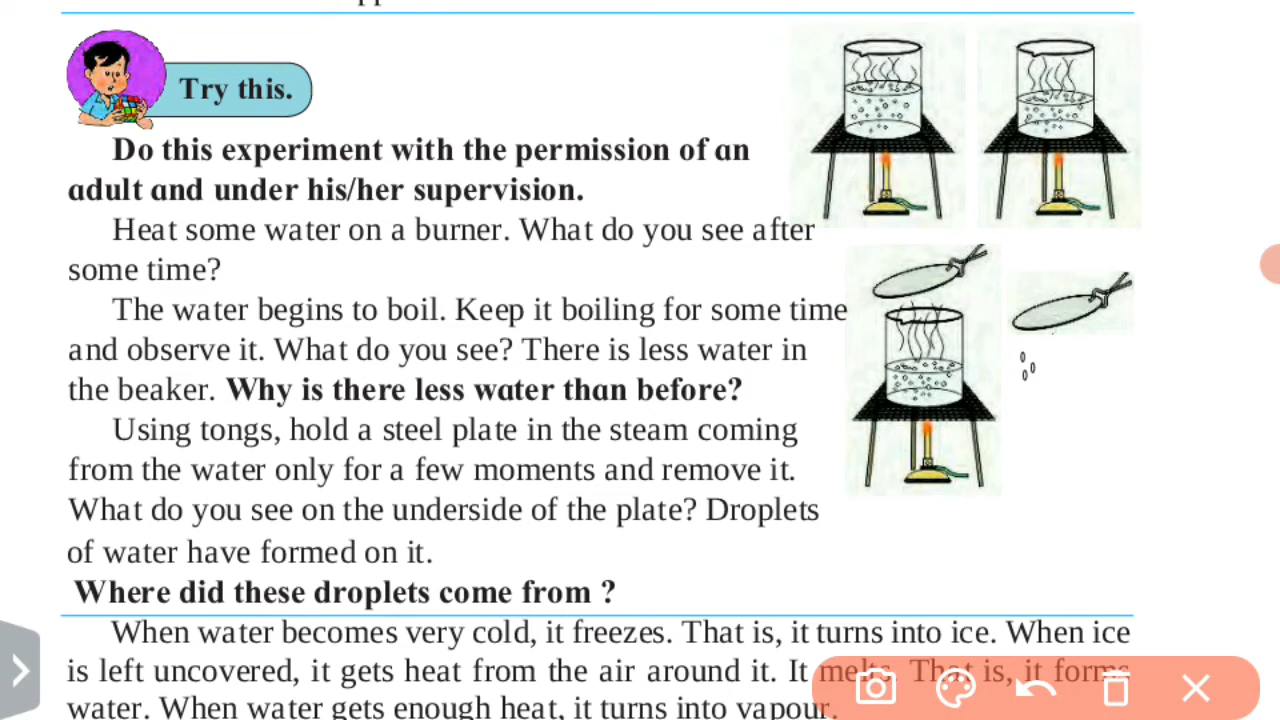 Try this.
Do this experiment with the permission of an
adult and under his/her supervision.
Heat some water on a burner. What do you see after
some time?
The water begins to boil. Keep it boiling for some time
and observe it. What do you see? There is less water in
the beaker. Why is there less water than before?
Using tongs, hold a steel plate in the steam coming
from the water only for a few moments and remove it.
What do you see on the underside of the plate? Droplets
of water have formed on it.
Where did these droplets come from ?
When water becomes very cold, it freezes. That is, it turns into ice. When ice
is left uncovered, it gets heat from the air around it. It melts. That is, it forms
water. When water gets enough heat, it turns into vapour.